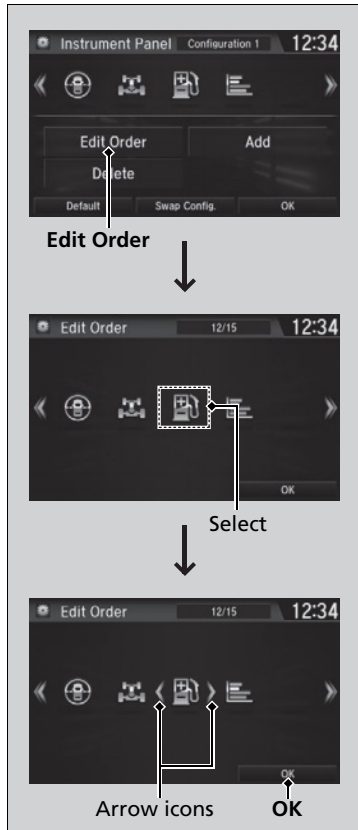 Instrument Panel Configuration 1 12:34
Edit Order Add
Delete
Default Swap Config. OK
Edit Order
Edit Order 12/15 12:34
OK
Select
Edit Order 12/15 12:34
OK
Arrow icons OK